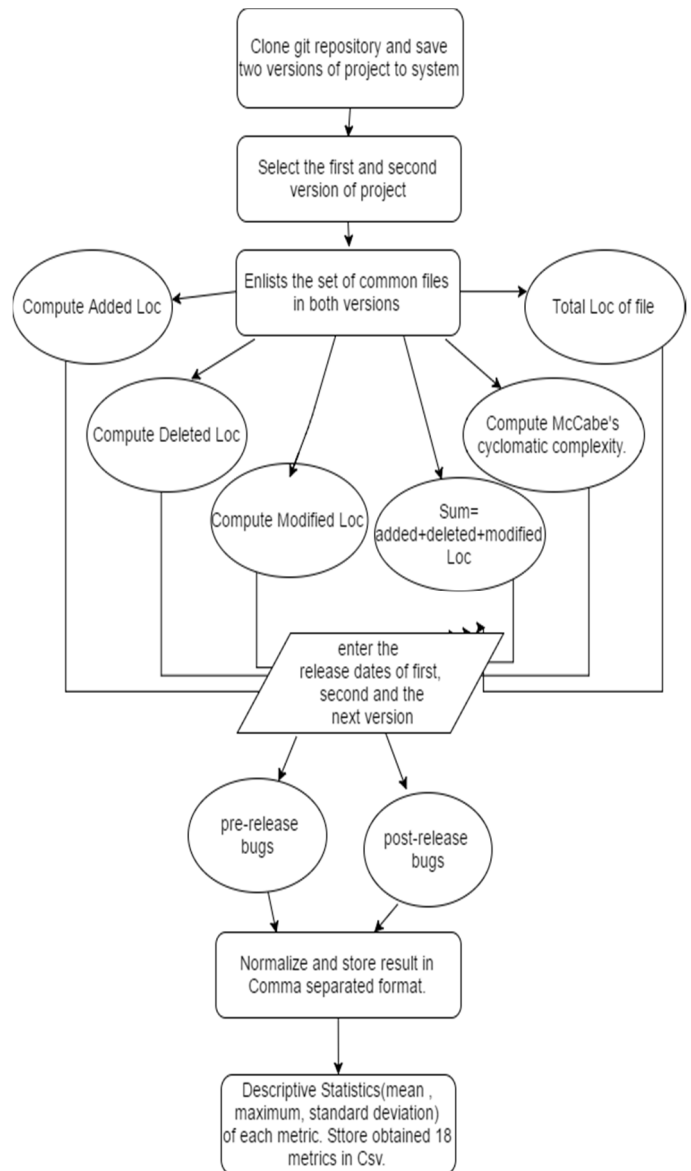 Clone git repository and save
two versions of project to system
Select the first and second
version of project
Enlists the set of common files
in both versions
Compute Added Loc
Total Loc of file
Compute Deleted Loc
Compute McCabe's
cyclomatic complexity.
Compute Modified Loc
Sum=
added+deleted+modified
Loc
enter the
release dates of first,
second and the
next version
pre-release
bugs
post-release
bugs
Normalize and store result in
Comma separated format.
Descriptive Statistics(mean ,
maximum, standard deviation)
of each metric. Sttore obtained 18
metrics in Csv.